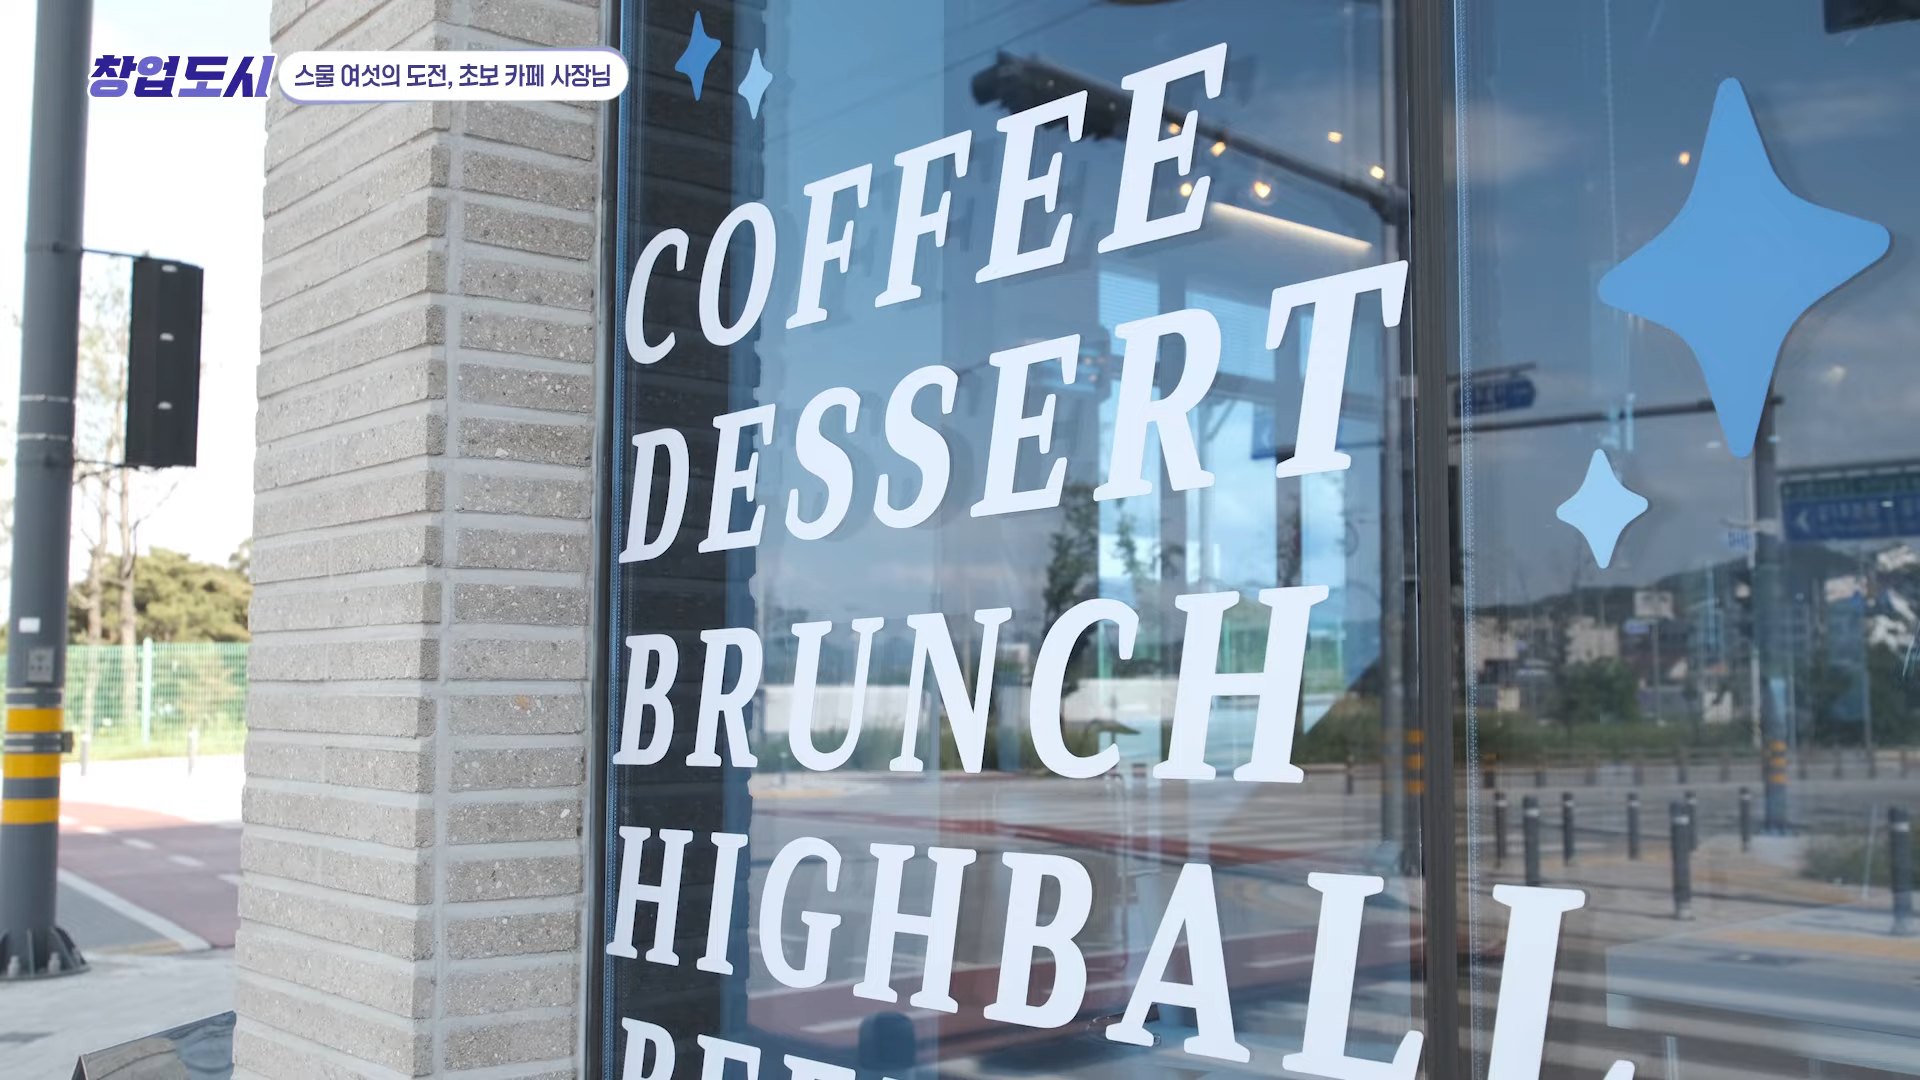 창업도시 스물 여섯의 도전, 초보 카페 사장님
COFFEE
DESSERT
BRUNCH
HIGHBALL